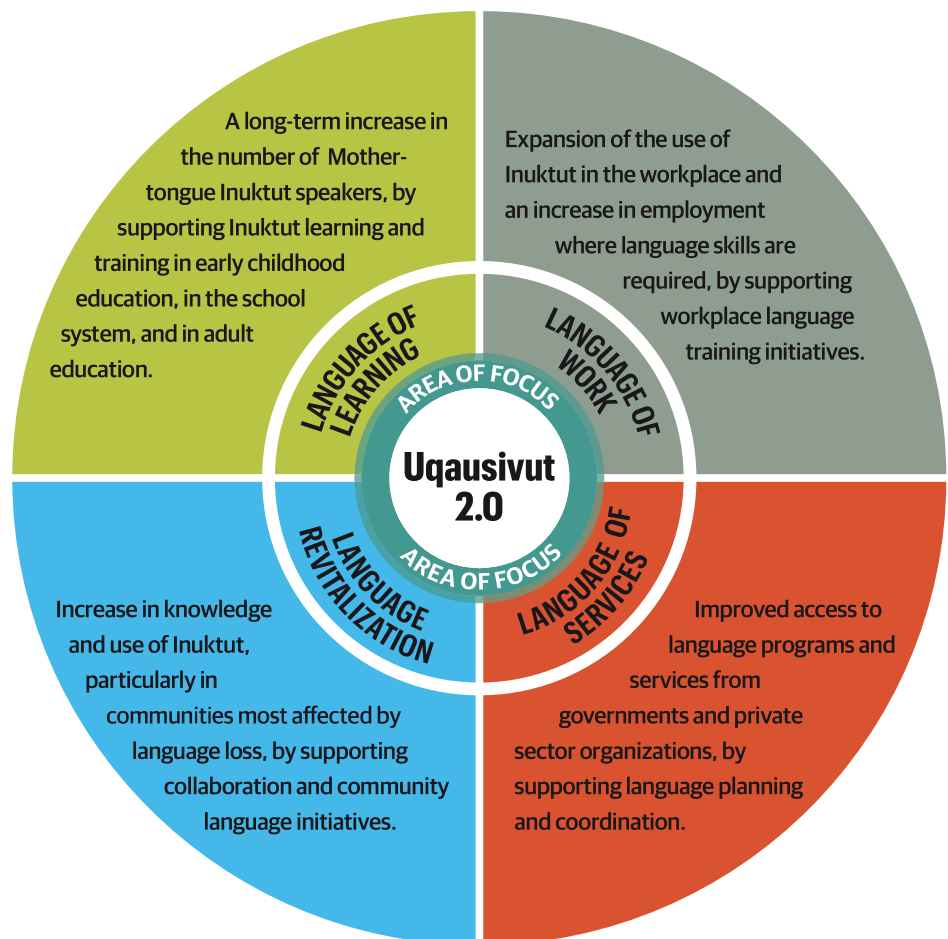 A long-term increase in
the number of Mother-
tongue Inuktut speakers, by
supporting Inuktut learning and
training in early childhood
education, in the school
system, and in adult
education.
LANGUAGE OF
LEARNING
Expansion of the use of
Inuktut in the workplace and
an increase in employment
where language skills are
required, by supporting
workplace language
training initiatives.
LANGUAGE OF
WORK
AREA OF FOCUS
Uqausivut
2.0
AREA OF FOCUS
LANGUAGE
REVITALIZATION
Increase in knowledge
and use of Inuktut,
particularly in
communities most affected by
language loss, by supporting
collaboration and community
language initiatives.
LANGUAGE OF
SERVICES
Improved access to
language programs and
services from
governments and private
sector organizations, by
supporting language planning
and coordination.